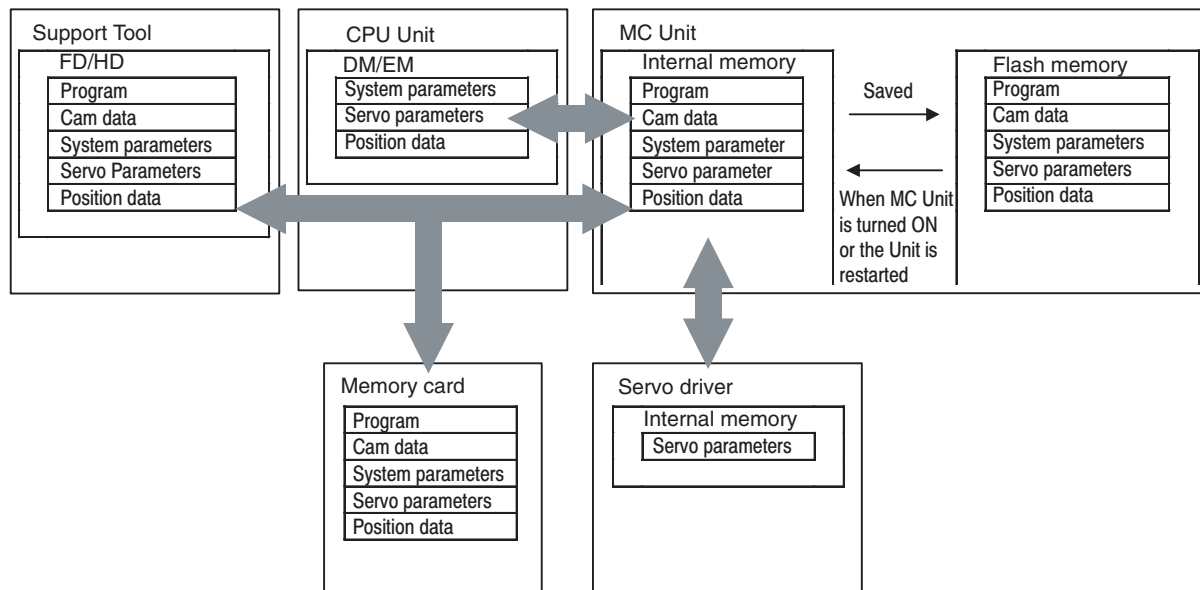 Support Tool
FD/HD
Program
Cam data
System parameters
Servo Parameters
Position data
CPU Unit
DM/EM
System parameters
Servo parameters
Position data
MC Unit
Internal memory
Program
Cam data
System parameter
Servo parameter
Position data
Saved
When MC Unit
is turned ON
or the Unit is
restarted
Flash memory
Program
Cam data
System parameters
Servo parameters
Position data
Memory card
Program
Cam data
System parameters
Servo parameters
Position data
Servo driver
Internal memory
Servo parameters